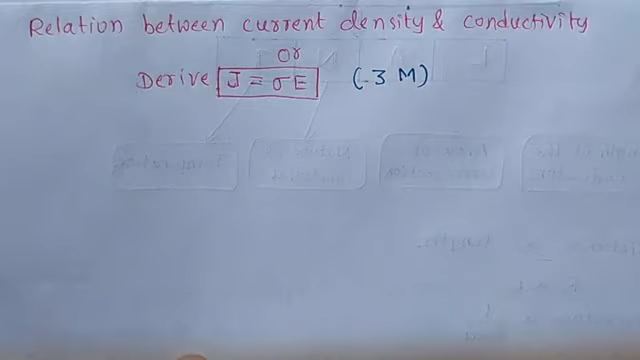 Relation between current density & conductivity
Or
Derive J = σE (3 M)